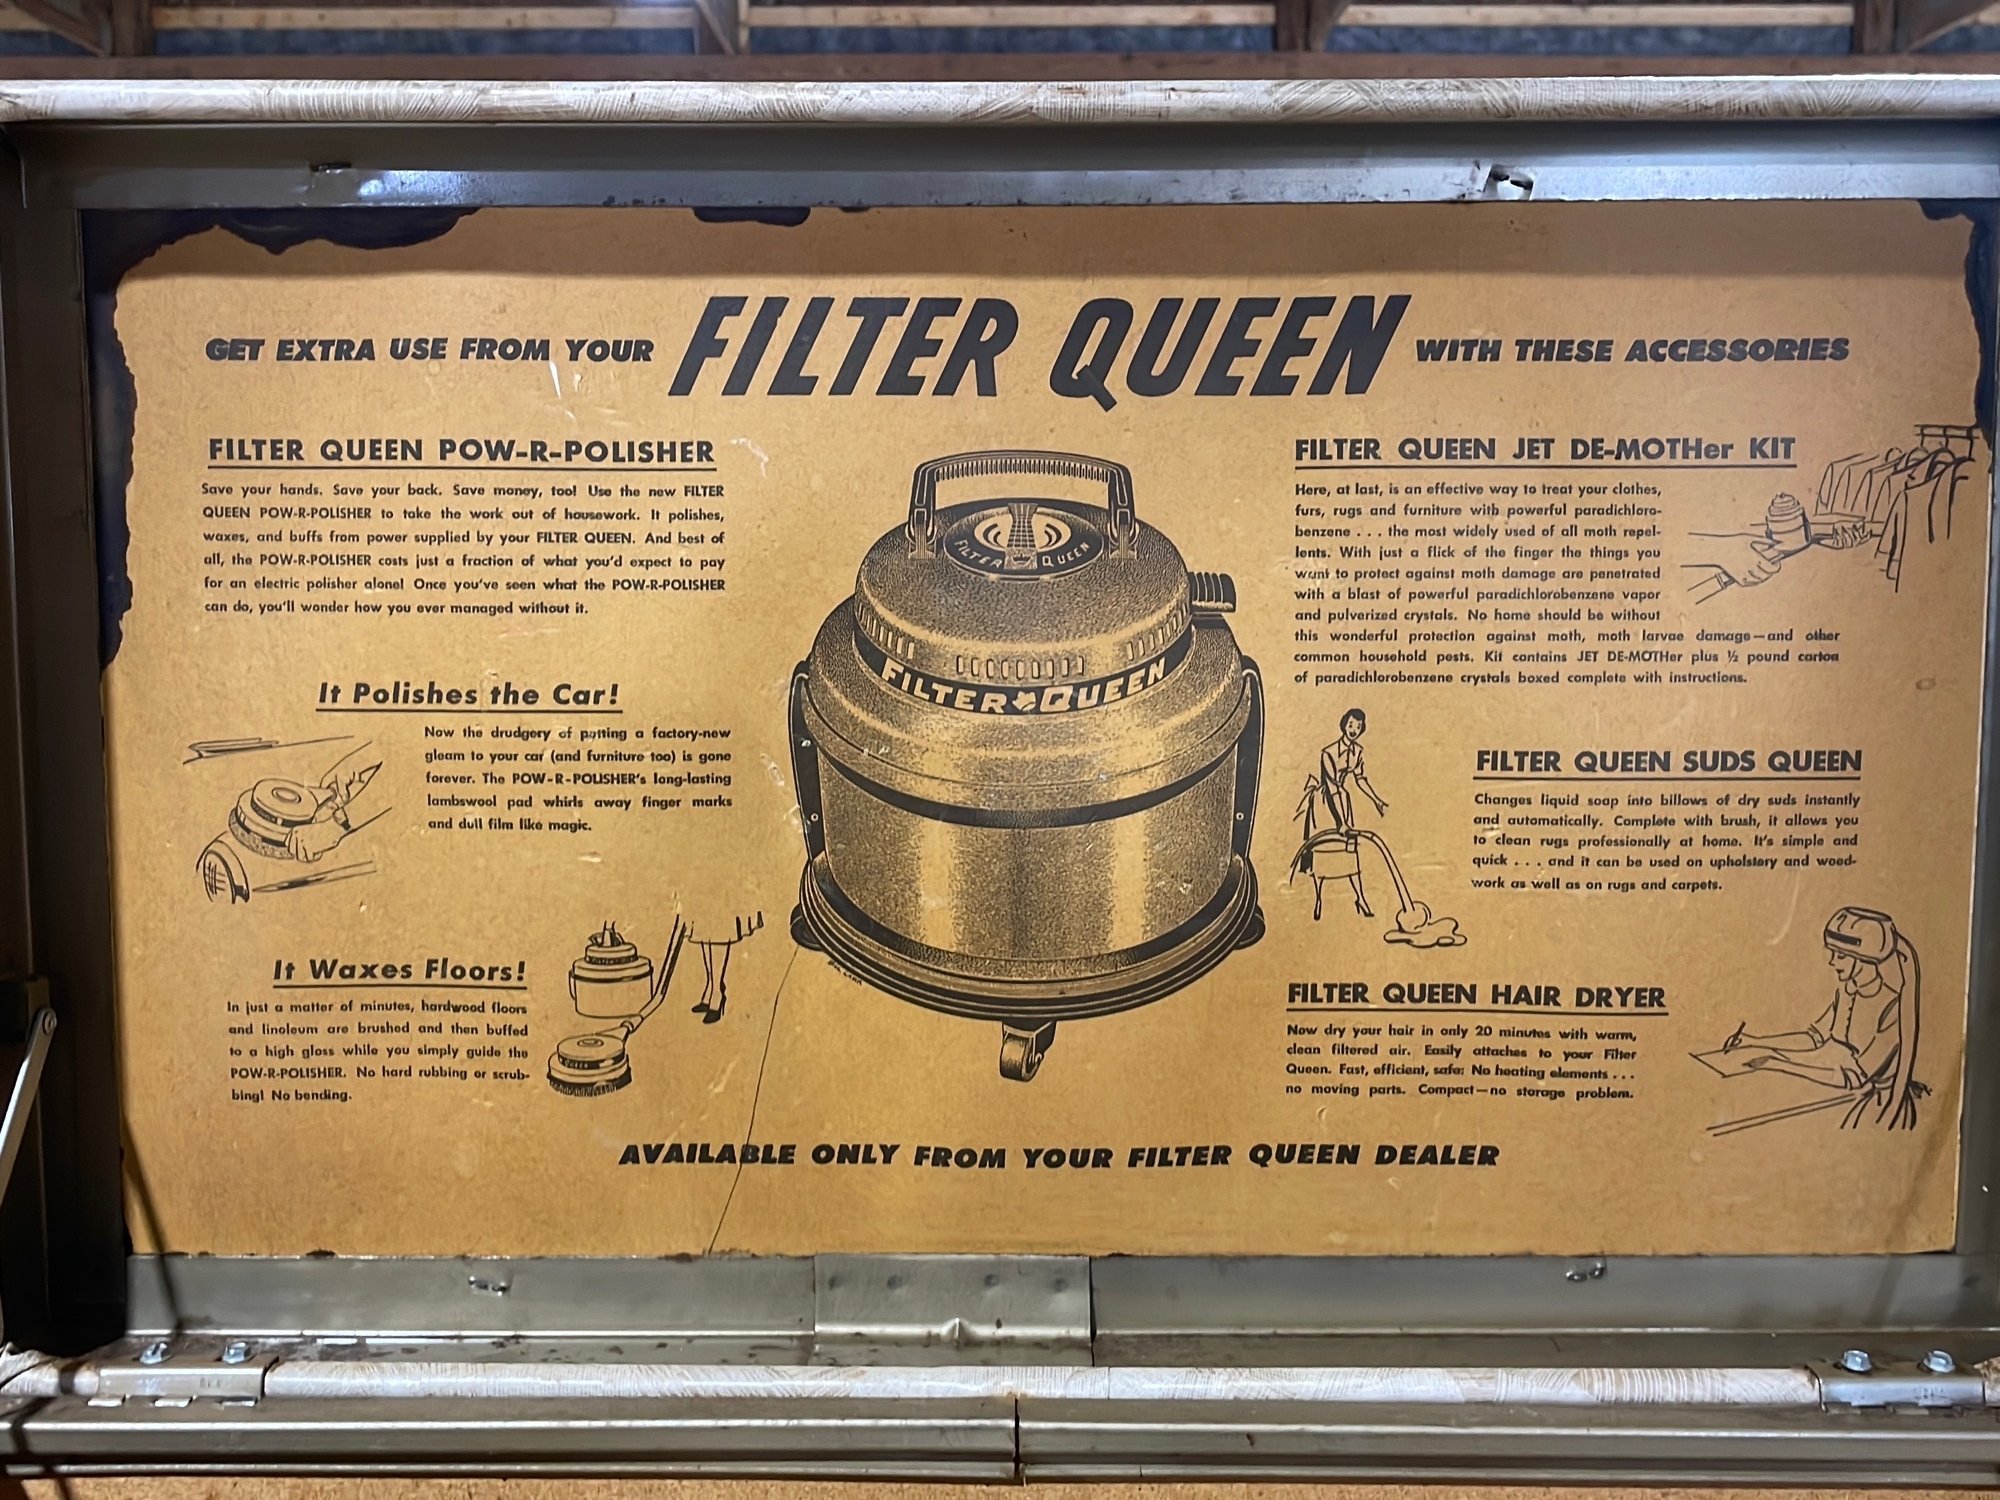 GET EXTRA USE FROM YOUR FILTER QUEEN WITH THESE ACCESSORIES
FILTER QUEEN POW-R-POLISHER
Save your hands. Save your back. Save money, too! Use the new FILTER
QUEEN POW-R-POLISHER to take the work out of housework. It polishes,
waxes, and buffs from power supplied by your FILTER QUEEN. And best of
all, the POW-R-POLISHER costs just a fraction of what you'd expect to pay
for an electric polisher alone! Once you've seen what the POW-R-POLISHER
can do, you'll wonder how you ever managed without it.
It Polishes the Car!
Now the drudgery of putting a factory-new
gleam to your car (and furniture too) is gone
forever. The POW-R-POLISHER's long-lasting
lambswool pad whirls away finger marks
and dull film like magic.
It Waxes Floors!
In just a matter of minutes, hardwood floors
and linoleum are brushed and then buffed
to a high gloss while you simply guide the
POW-R-POLISHER. No hard rubbing or scrub-
bing! No bending.
FILTER QUEEN
FILTER QUEEN
FILTER QUEEN JET DE-MOTHer KIT
Here, at last, is an effective way to treat your clothes,
furs, rugs and furniture with powerful paradichloro-
benzene . . . the most widely used of all moth repel-
lents. With just a flick of the finger the things you
want to protect against moth damage are penetrated
with a blast of powerful paradichlorobenzene vapor
and pulverized crystals. No home should be without
this wonderful protection against moth, moth larvae damage—and other
common household pests. Kit contains JET DE-MOTHer plus ½ pound carton
of paradichlorobenzene crystals boxed complete with instructions.
FILTER QUEEN SUDS QUEEN
Changes liquid soap into billows of dry suds instantly
and automatically. Complete with brush, it allows you
to clean rugs professionally at home. It's simple and
quick . . . and it can be used on upholstery and wood-
work as well as on rugs and carpets.
FILTER QUEEN HAIR DRYER
Now dry your hair in only 20 minutes with warm,
clean filtered air. Easily attaches to your Filter
Queen. Fast, efficient, safe: No heating elements . . .
no moving parts. Compact—no storage problem.
AVAILABLE ONLY FROM YOUR FILTER QUEEN DEALER